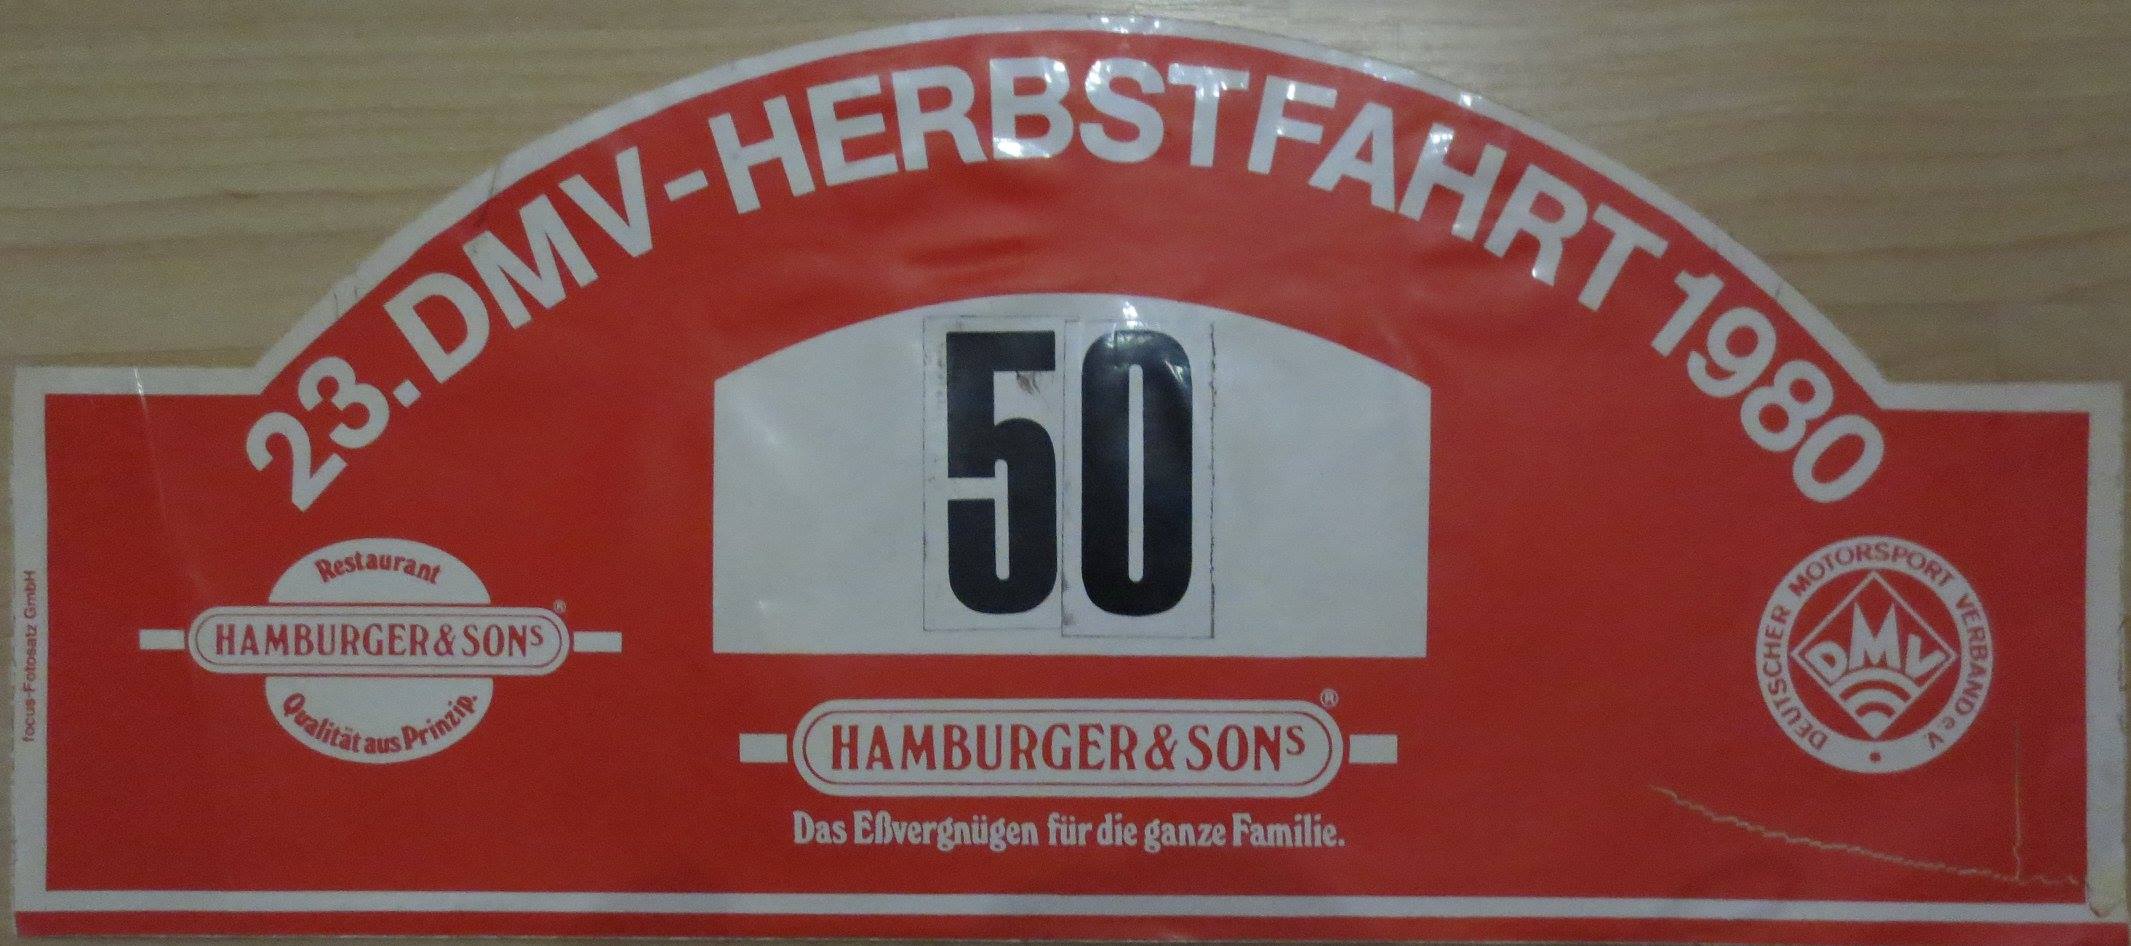 23. DMV-HERBSTFAHRT 1980
50
Restaurant
HAMBURGER & SONS ®
Qualität aus Prinzip.
HAMBURGER & SONS ®
Das Eßvergnügen für die ganze Familie.
DEUTSCHER MOTORSPORT VERBAND e.V.
DMV
focus-Fotosatz GmbH